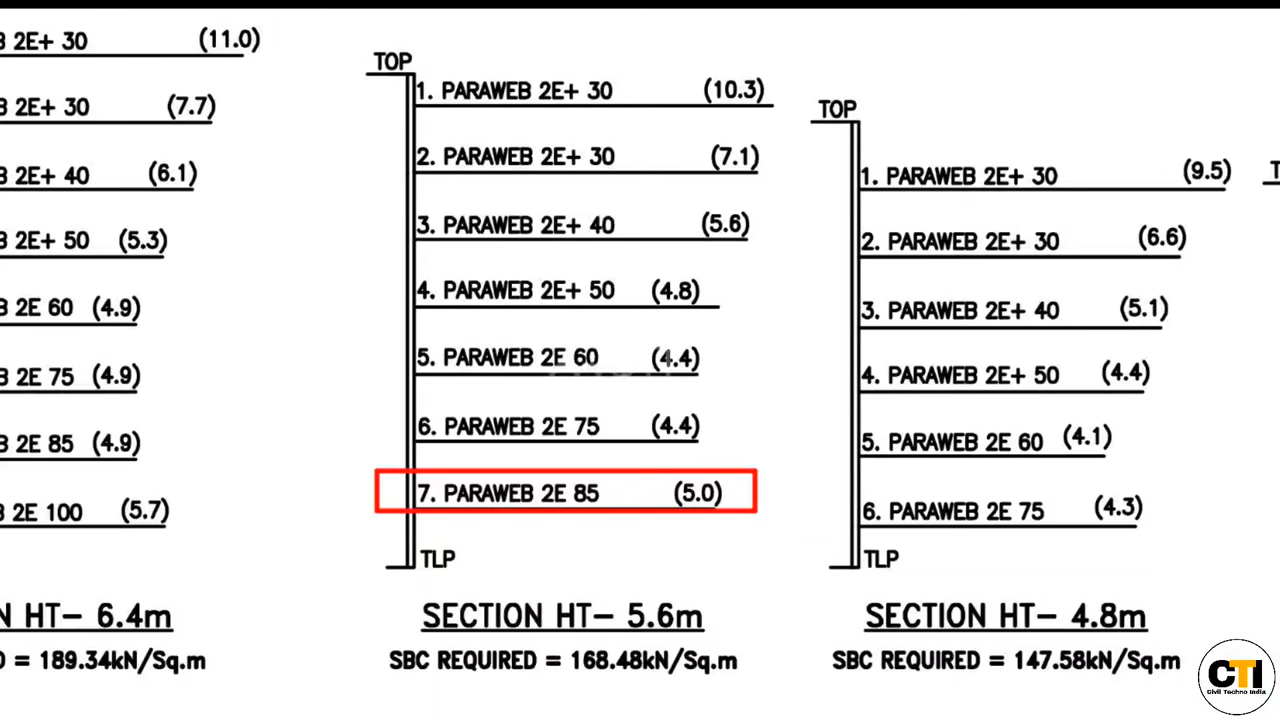 B 2E+ 30 (11.0)
B 2E+ 30 (7.7)
B 2E+ 40 (6.1)
B 2E+ 50 (5.3)
B 2E 60 (4.9)
B 2E 75 (4.9)
B 2E 85 (4.9)
B 2E 100 (5.7)
N HT- 6.4m
= 189.34kN/Sq.m
TOP
1. PARAWEB 2E+ 30 (10.3)
2. PARAWEB 2E+ 30 (7.1)
3. PARAWEB 2E+ 40 (5.6)
4. PARAWEB 2E+ 50 (4.8)
5. PARAWEB 2E 60 (4.4)
6. PARAWEB 2E 75 (4.4)
7. PARAWEB 2E 85 (5.0)
TLP
SECTION HT- 5.6m
SBC REQUIRED = 168.48kN/Sq.m
TOP
1. PARAWEB 2E+ 30 (9.5)
2. PARAWEB 2E+ 30 (6.6)
3. PARAWEB 2E+ 40 (5.1)
4. PARAWEB 2E+ 50 (4.4)
5. PARAWEB 2E 60 (4.1)
6. PARAWEB 2E 75 (4.3)
TLP
SECTION HT- 4.8m
SBC REQUIRED = 147.58kN/Sq.m
CTI
Civil Techno India